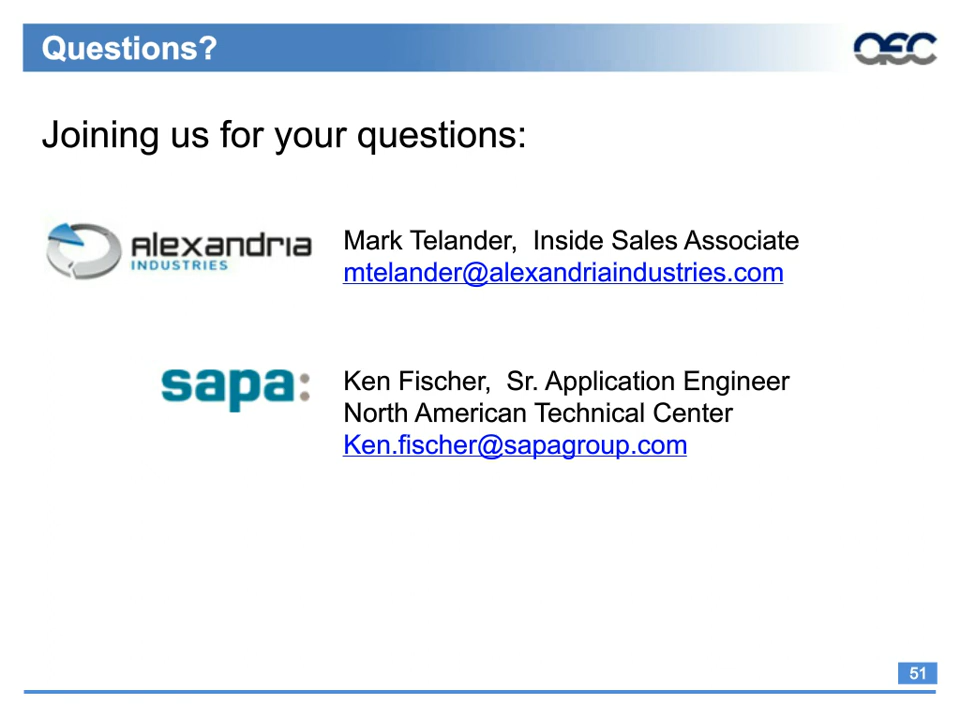 Questions?
AEC
Joining us for your questions:
Alexandria
INDUSTRIES
Mark Telander,  Inside Sales Associate
mtelander@alexandriaindustries.com
sapa:
Ken Fischer,  Sr. Application Engineer
North American Technical Center
Ken.fischer@sapagroup.com
51